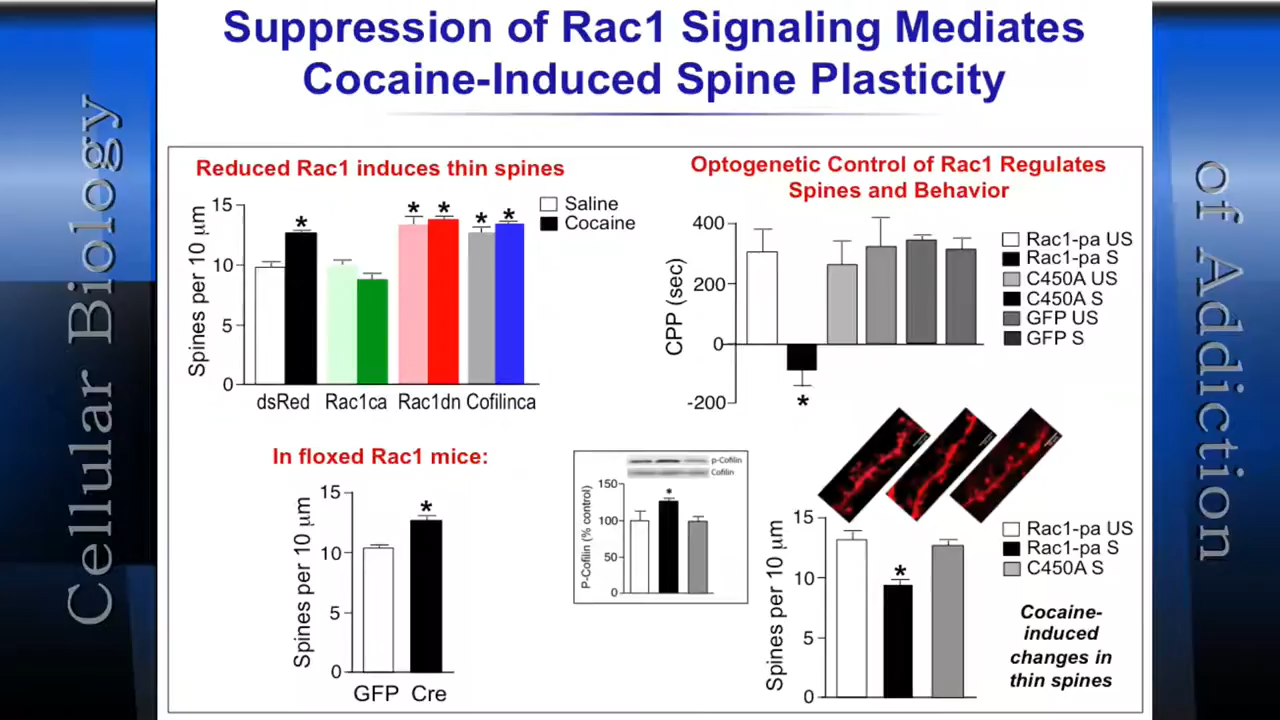 Suppression of Rac1 Signaling Mediates
Cocaine-Induced Spine Plasticity
Cellular Biology
of Addiction
Reduced Rac1 induces thin spines
Spines per 10 µm
15
10
5
0
*
* * * *
Saline
Cocaine
dsRed Rac1ca Rac1dn Cofilinca
Optogenetic Control of Rac1 Regulates
Spines and Behavior
CPP (sec)
400
200
0
-200
*
Rac1-pa US
Rac1-pa S
C450A US
C450A S
GFP US
GFP S
In floxed Rac1 mice:
Spines per 10 µm
15
10
5
0
*
GFP Cre
p-Cofilin
Cofilin
P-Cofilin (% control)
150
100
50
0
*
Spines per 10 µm
15
10
5
0
*
Rac1-pa US
Rac1-pa S
C450A S
Cocaine-
induced
changes in
thin spines